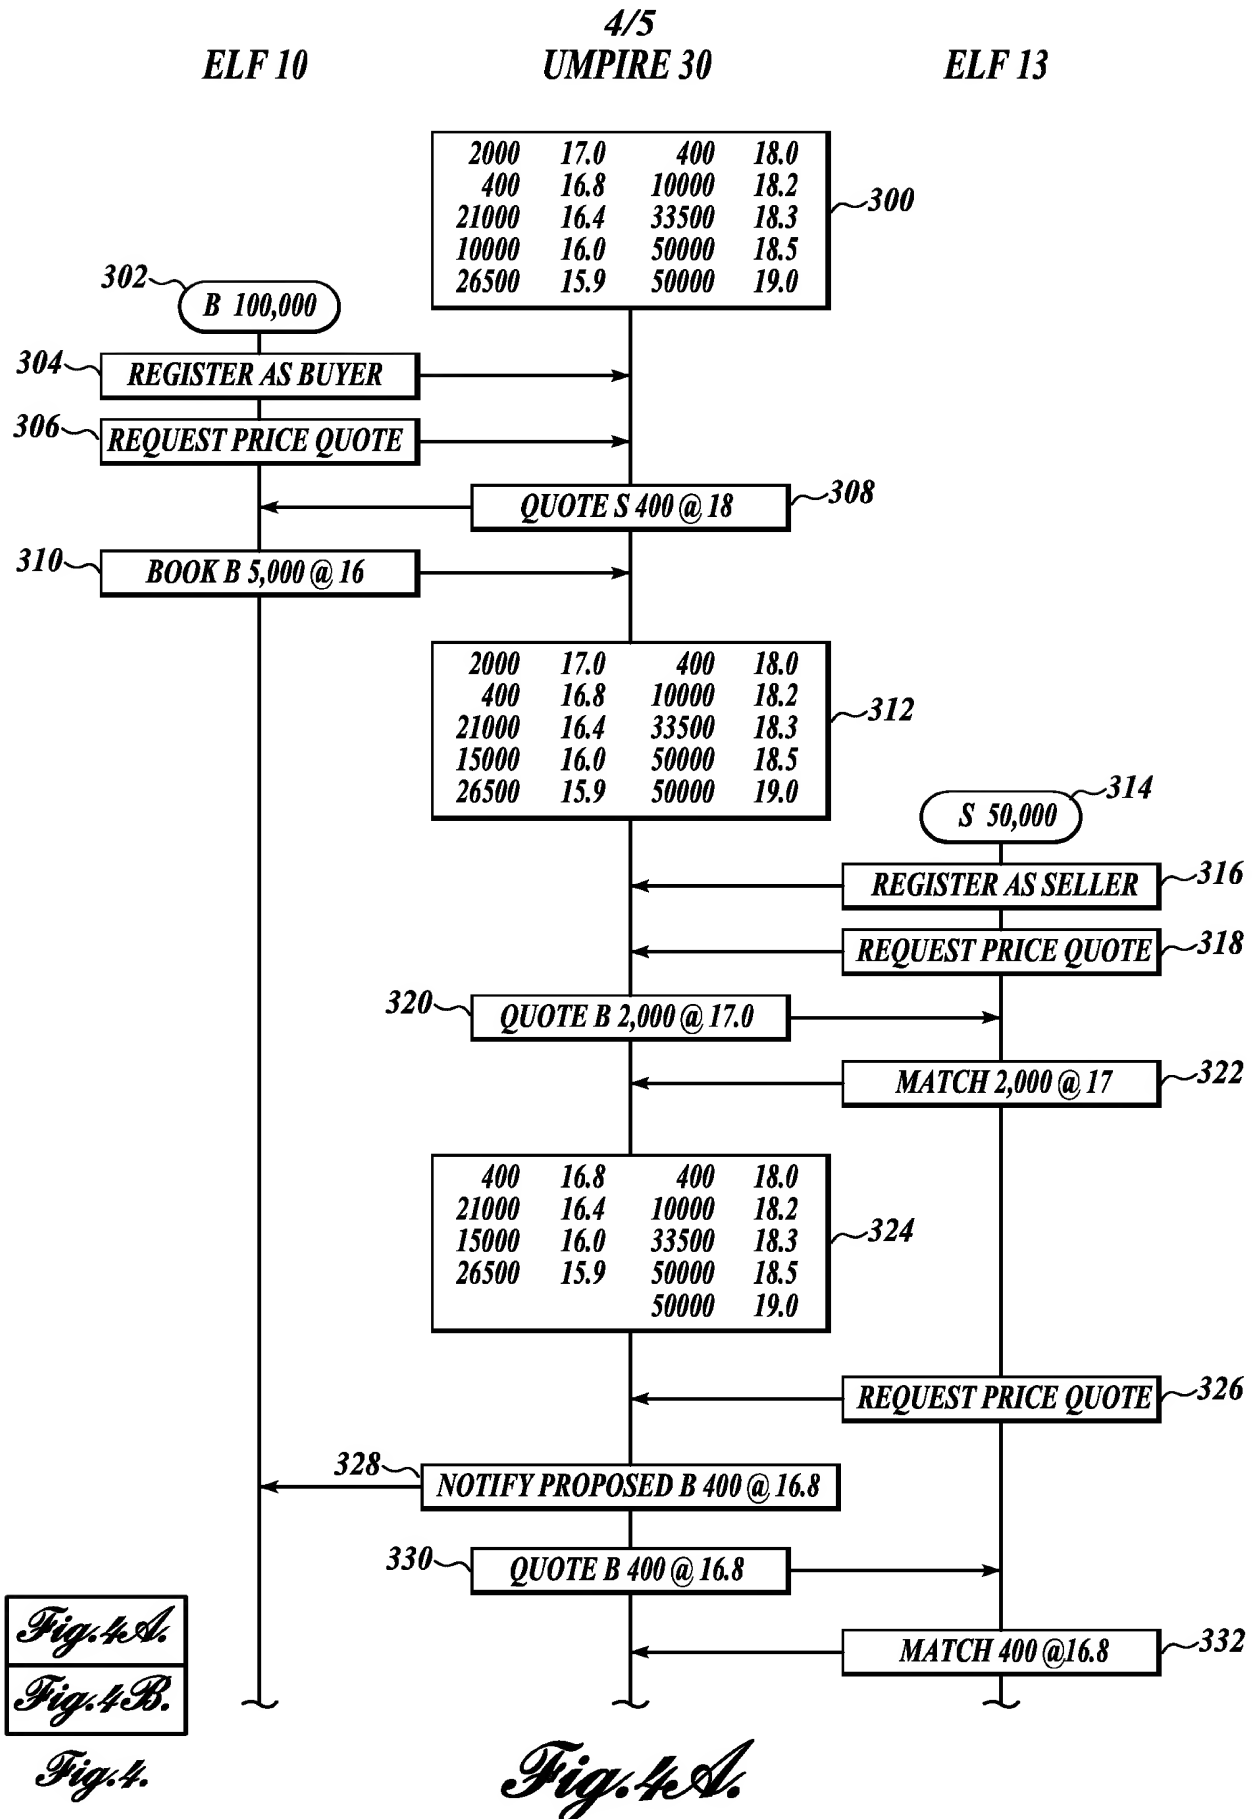 4/5
ELF 10 UMPIRE 30 ELF 13
2000 17.0 400 18.0
400 16.8 10000 18.2
21000 16.4 33500 18.3
10000 16.0 50000 18.5
26500 15.9 50000 19.0
300
302
B 100,000
304
REGISTER AS BUYER
306
REQUEST PRICE QUOTE
QUOTE S 400 @ 18
308
310
BOOK B 5,000 @ 16
2000 17.0 400 18.0
400 16.8 10000 18.2
21000 16.4 33500 18.3
15000 16.0 50000 18.5
26500 15.9 50000 19.0
312
314
S 50,000
REGISTER AS SELLER
316
REQUEST PRICE QUOTE
318
320
QUOTE B 2,000 @ 17.0
MATCH 2,000 @ 17
322
400 16.8 400 18.0
21000 16.4 10000 18.2
15000 16.0 33500 18.3
26500 15.9 50000 18.5
50000 19.0
324
REQUEST PRICE QUOTE
326
328
NOTIFY PROPOSED B 400 @ 16.8
330
QUOTE B 400 @ 16.8
MATCH 400 @16.8
332
Fig.4A.
Fig.4B.
Fig.4.
Fig.4A.